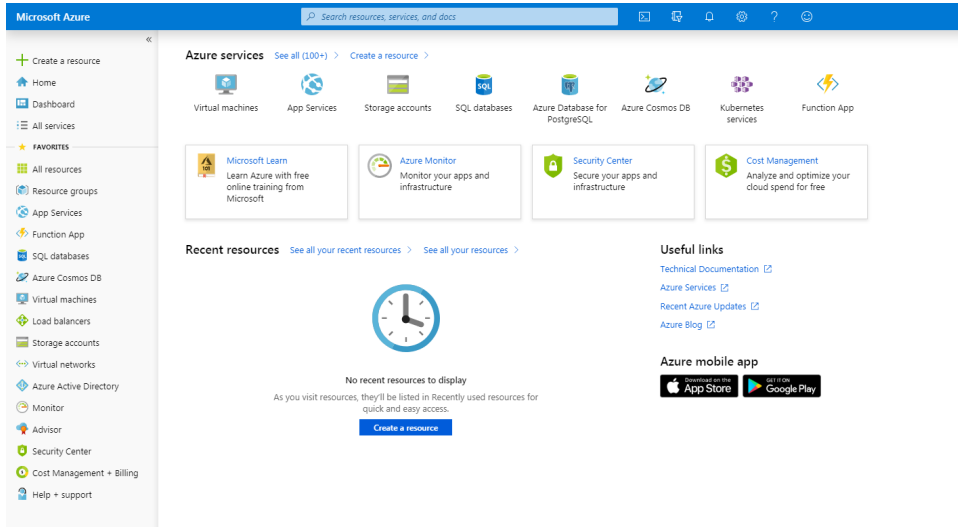 Microsoft Azure
Search resources, services, and docs
«
Create a resource
Home
Dashboard
All services
FAVORITES
All resources
Resource groups
App Services
Function App
SQL databases
Azure Cosmos DB
Virtual machines
Load balancers
Storage accounts
Virtual networks
Azure Active Directory
Monitor
Advisor
Security Center
Cost Management + Billing
Help + support
Azure services See all (100+) > Create a resource >
Virtual machines
App Services
Storage accounts
SQL
SQL databases
Azure Database for
PostgreSQL
Azure Cosmos DB
Kubernetes
services
Function App
Microsoft Learn
Learn Azure with free
online training from
Microsoft
Azure Monitor
Monitor your apps and
infrastructure
Security Center
Secure your apps and
infrastructure
Cost Management
Analyze and optimize your
cloud spend for free
Recent resources See all your recent resources > See all your resources >
No recent resources to display
As you visit resources, they'll be listed in Recently used resources for
quick and easy access.
Create a resource
Useful links
Technical Documentation
Azure Services
Recent Azure Updates
Azure Blog
Azure mobile app
Download on the
App Store
GET IT ON
Google Play